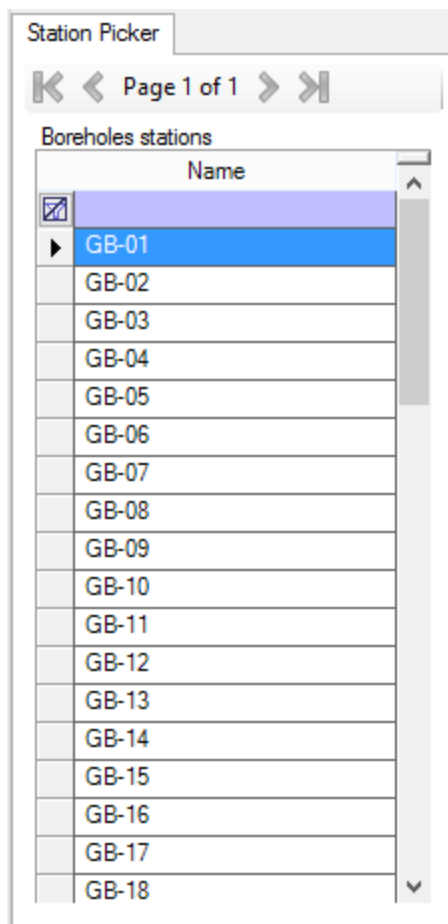 Station Picker
Page 1 of 1
Boreholes stations
Name
GB-01
GB-02
GB-03
GB-04
GB-05
GB-06
GB-07
GB-08
GB-09
GB-10
GB-11
GB-12
GB-13
GB-14
GB-15
GB-16
GB-17
GB-18